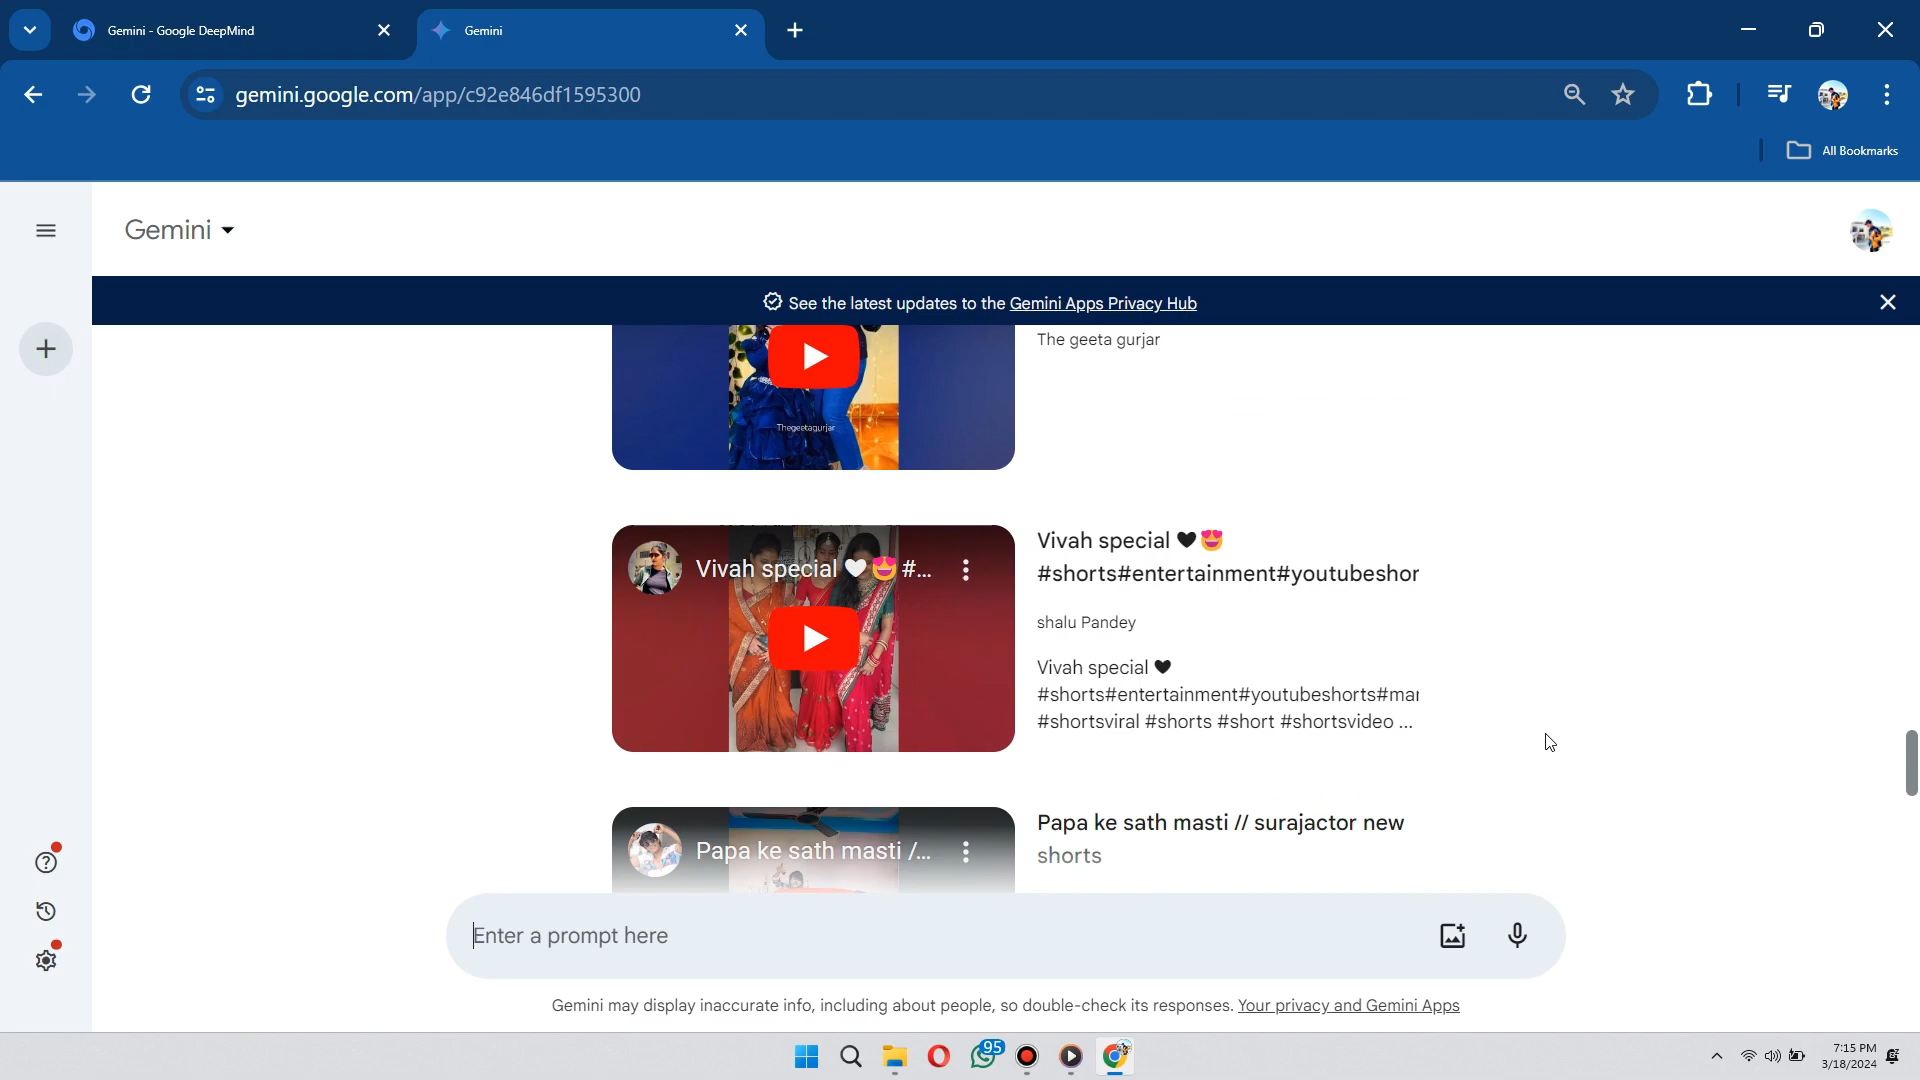 Gemini - Google DeepMind
Gemini
gemini.google.com/app/c92e846df1595300
All Bookmarks
Gemini
See the latest updates to the Gemini Apps Privacy Hub
The geeta gurjar
Thegeetagurjar
Vivah special 🖤😍 #...
Vivah special 🖤😍
#shorts#entertainment#youtubeshor
shalu Pandey
Vivah special 🖤
#shorts#entertainment#youtubeshorts#mar
#shortsviral #shorts #short #shortsvideo ...
Papa ke sath masti /...
Papa ke sath masti // surajactor new
shorts
Enter a prompt here
Gemini may display inaccurate info, including about people, so double-check its responses. Your privacy and Gemini Apps
95
7:15 PM
3/18/2024